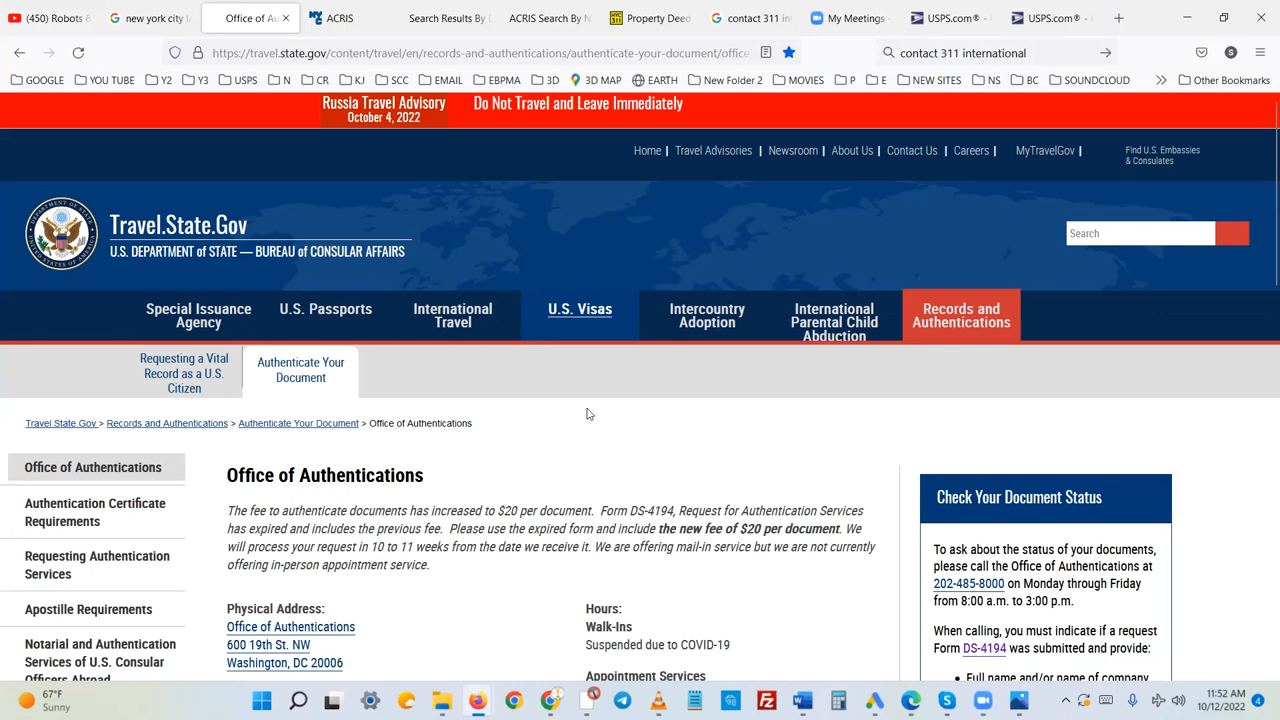 (450) Robots &
new york city l
Office of Au
ACRIS
Search Results By D
ACRIS Search By N
Property Deed
contact 311 int
My Meetings -
USPS.com® -
USPS.com® -
https://travel.state.gov/content/travel/en/records-and-authentications/authenticate-your-document/office
contact 311 international
S
GOOGLE
YOU TUBE
Y2
Y3
USPS
N
CR
KJ
SCC
EMAIL
EBPMA
3D
3D MAP
EARTH
New Folder 2
MOVIES
P
E
NEW SITES
NS
BC
SOUNDCLOUD
Other Bookmarks
Russia Travel Advisory
October 4, 2022
Do Not Travel and Leave Immediately
Home | Travel Advisories | Newsroom | About Us | Contact Us | Careers | MyTravelGov |
Find U.S. Embassies
& Consulates
Travel.State.Gov
U.S. DEPARTMENT of STATE — BUREAU of CONSULAR AFFAIRS
Search
Special Issuance
Agency
U.S. Passports
International
Travel
U.S. Visas
Intercountry
Adoption
International
Parental Child
Abduction
Records and
Authentications
Requesting a Vital
Record as a U.S.
Citizen
Authenticate Your
Document
Travel.State.Gov > Records and Authentications > Authenticate Your Document > Office of Authentications
Office of Authentications
Authentication Certificate
Requirements
Requesting Authentication
Services
Apostille Requirements
Notarial and Authentication
Services of U.S. Consular
Officers Abroad
Office of Authentications
The fee to authenticate documents has increased to $20 per document. Form DS-4194, Request for Authentication Services
has expired and includes the previous fee. Please use the expired form and include the new fee of $20 per document. We
will process your request in 10 to 11 weeks from the date we receive it. We are offering mail-in service but we are not currently
offering in-person appointment service.
Physical Address:
Office of Authentications
600 19th St. NW
Washington, DC 20006
Hours:
Walk-Ins
Suspended due to COVID-19
Appointment Services
Check Your Document Status
To ask about the status of your documents,
please call the Office of Authentications at
202-485-8000 on Monday through Friday
from 8:00 a.m. to 3:00 p.m.
When calling, you must indicate if a request
Form DS-4194 was submitted and provide:
• Full name and/or name of company
67°F
Sunny
11:52 AM
10/12/2022
4